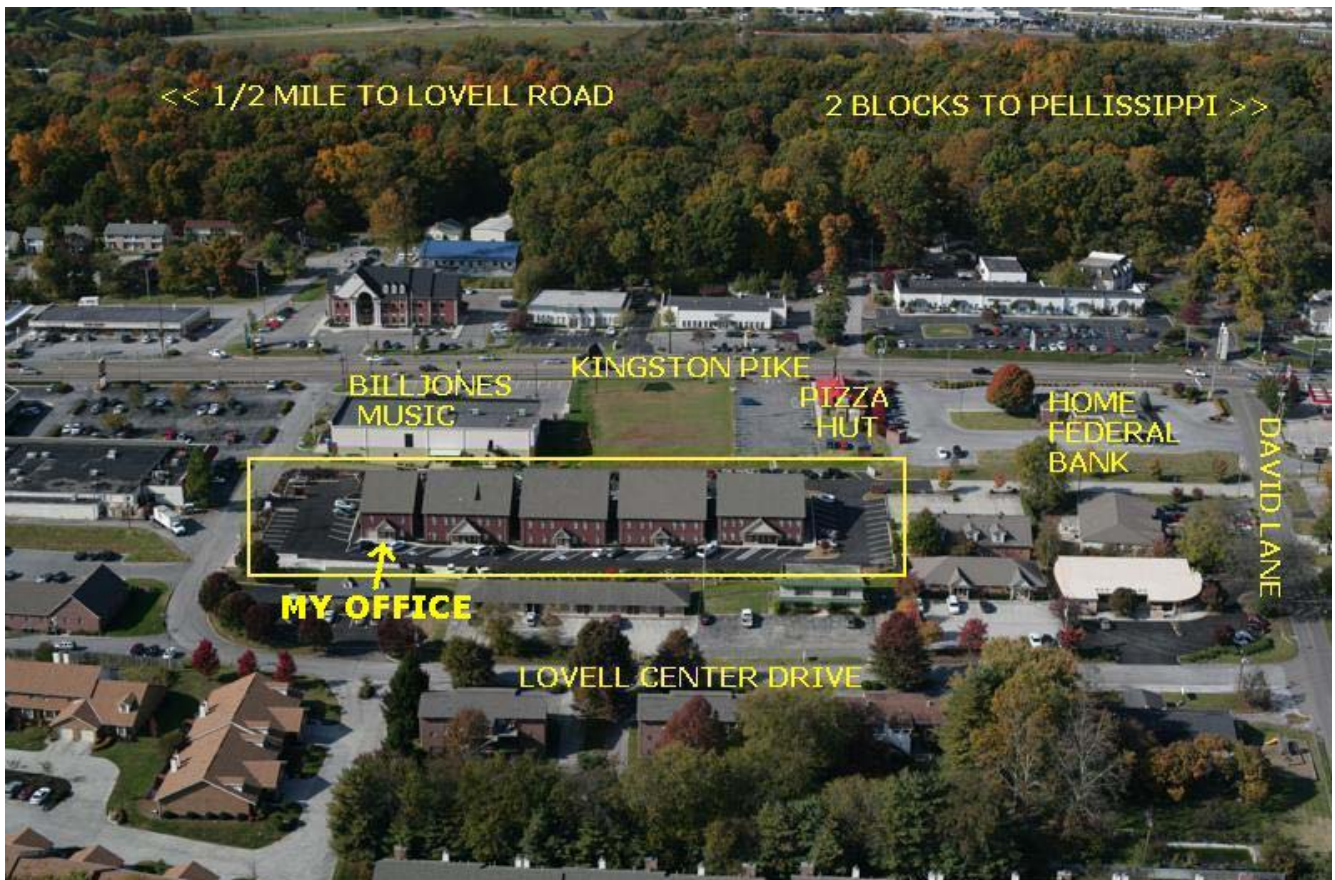 << 1/2 MILE TO LOVELL ROAD
2 BLOCKS TO PELLISSIPPI >>
KINGSTON PIKE
BILLJONES
MUSIC
PIZZA
HUT
HOME
FEDERAL
BANK
DAVID LANE
MY OFFICE
LOVELL CENTER DRIVE